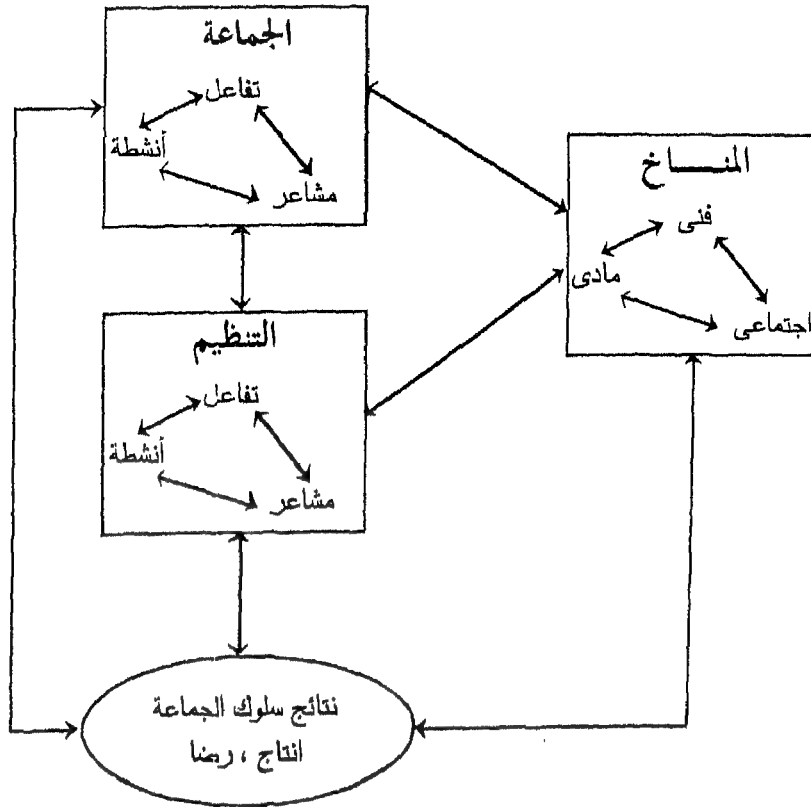 الجماعة
تفاعل
أنشطة
مشاعر
المنـــاخ
فنى
مادى
اجتماعى
التنظيم
تفاعل
أنشطة
مشاعر
نتائج سلوك الجماعة
انتاج ، رضا